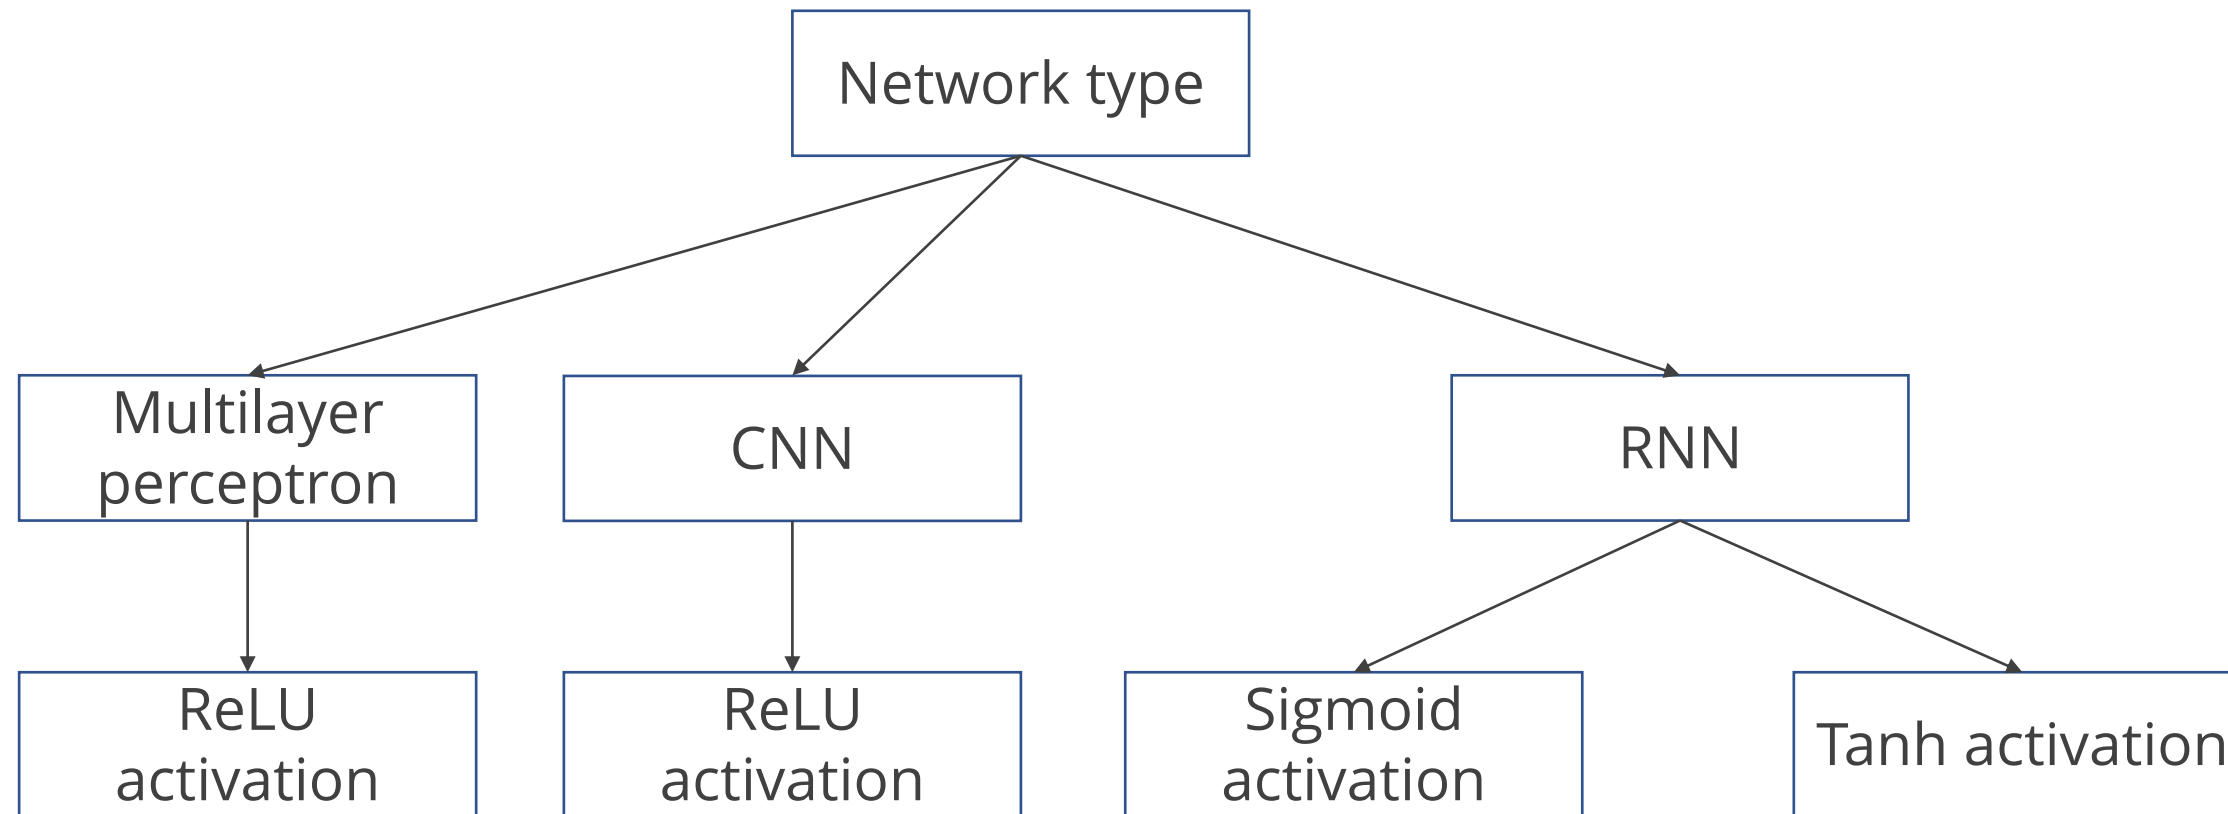 Network type
Multilayer
perceptron
CNN
RNN
ReLU
activation
ReLU
activation
Sigmoid
activation
Tanh activation